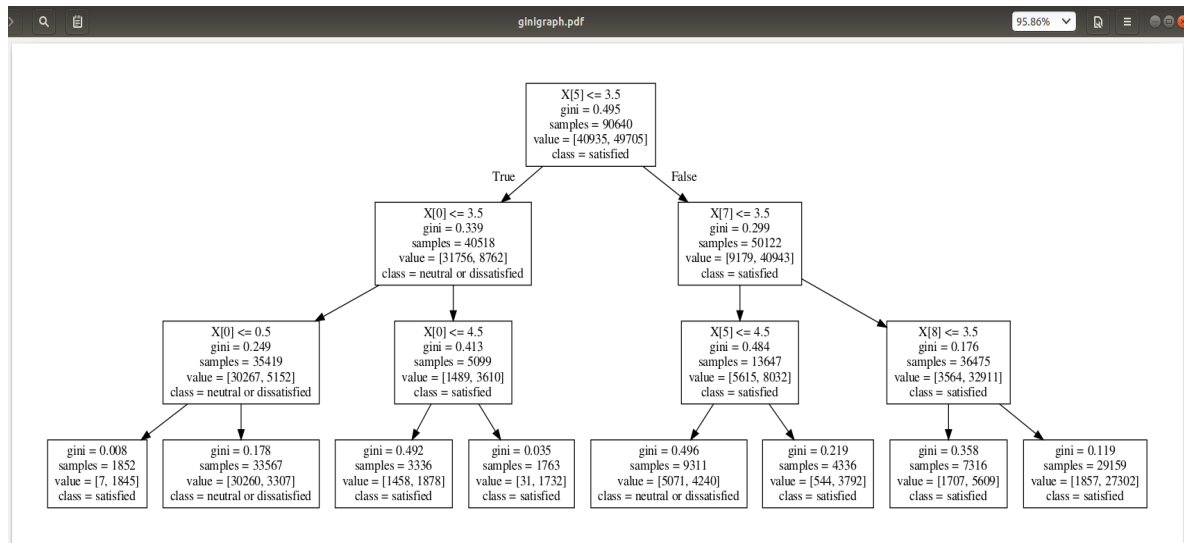 ginigraph.pdf
95.86%
X[5] <= 3.5
gini = 0.495
samples = 90640
value = [40935, 49705]
class = satisfied
True
False
X[0] <= 3.5
gini = 0.339
samples = 40518
value = [31756, 8762]
class = neutral or dissatisfied
X[7] <= 3.5
gini = 0.299
samples = 50122
value = [9179, 40943]
class = satisfied
X[0] <= 0.5
gini = 0.249
samples = 35419
value = [30267, 5152]
class = neutral or dissatisfied
X[0] <= 4.5
gini = 0.413
samples = 5099
value = [1489, 3610]
class = satisfied
X[5] <= 4.5
gini = 0.484
samples = 13647
value = [5615, 8032]
class = satisfied
X[8] <= 3.5
gini = 0.176
samples = 36475
value = [3564, 32911]
class = satisfied
gini = 0.008
samples = 1852
value = [7, 1845]
class = satisfied
gini = 0.178
samples = 33567
value = [30260, 3307]
class = neutral or dissatisfied
gini = 0.492
samples = 3336
value = [1458, 1878]
class = satisfied
gini = 0.035
samples = 1763
value = [31, 1732]
class = satisfied
gini = 0.496
samples = 9311
value = [5071, 4240]
class = neutral or dissatisfied
gini = 0.219
samples = 4336
value = [544, 3792]
class = satisfied
gini = 0.358
samples = 7316
value = [1707, 5609]
class = satisfied
gini = 0.119
samples = 29159
value = [1857, 27302]
class = satisfied